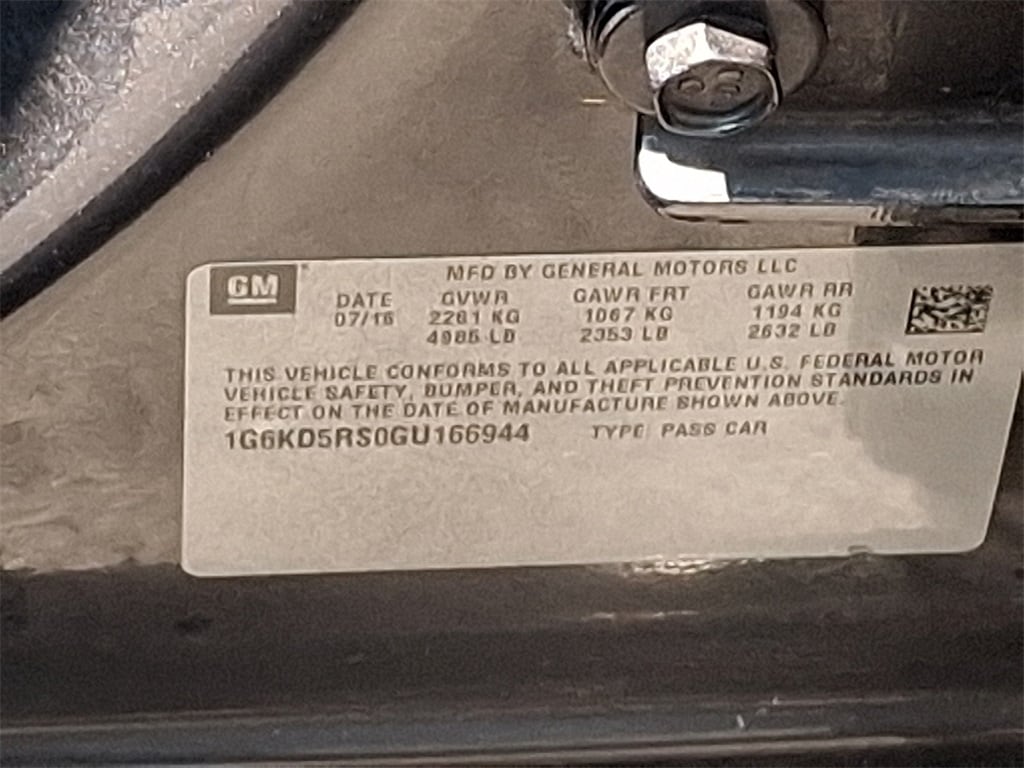 GM
MFD BY GENERAL MOTORS LLC
DATE GVWR GAWR FRT GAWR RR
07/16 2261 KG 1067 KG 1194 KG
4985 LB 2353 LB 2632 LB
THIS VEHICLE CONFORMS TO ALL APPLICABLE U.S. FEDERAL MOTOR
VEHICLE SAFETY, BUMPER, AND THEFT PREVENTION STANDARDS IN
EFFECT ON THE DATE OF MANUFACTURE SHOWN ABOVE.
1G6KD5RS0GU166944 TYPE: PASS CAR